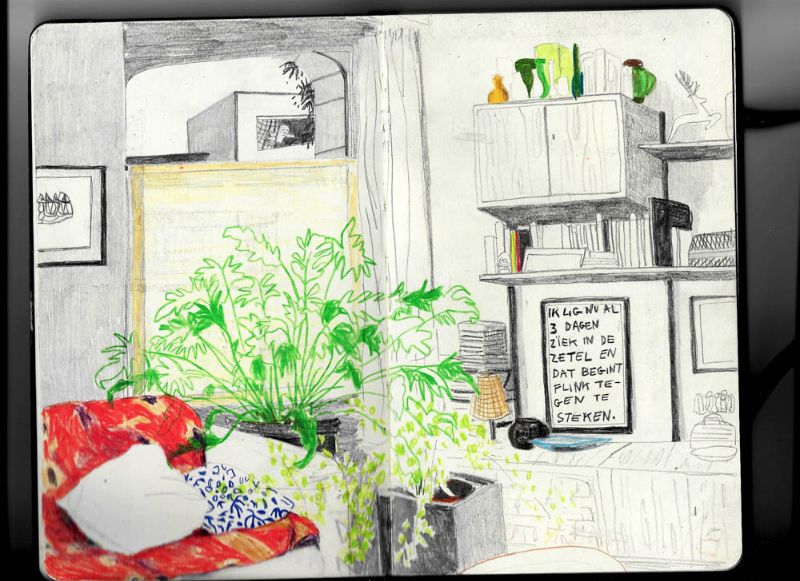 IK LIG NU AL
3 DAGEN
ZIEK IN DE
ZETEL EN
DAT BEGINT
FLINK TE-
GEN TE
STEKEN.